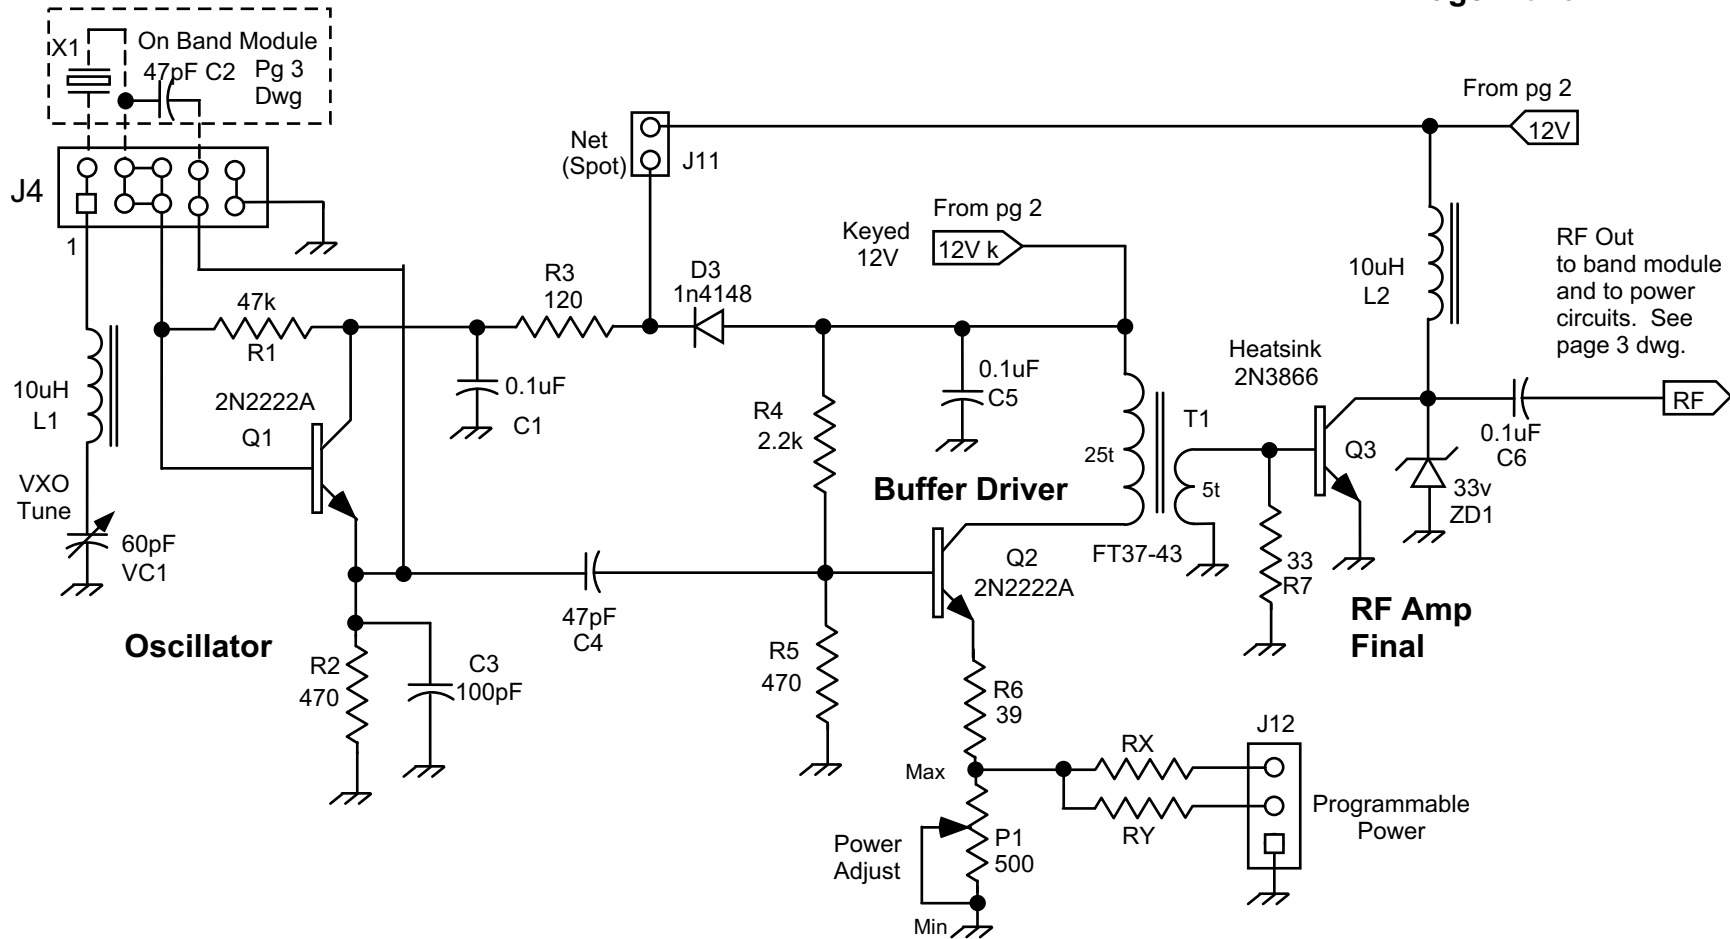 X1
On Band Module
47pF C2
Pg 3
Dwg
J4
1
Net
(Spot)
J11
From pg 2
12V
From pg 2
Keyed
12V
12V k
R3
120
D3
1n4148
47k
R1
10uH
L1
2N2222A
Q1
0.1uF
C1
R4
2.2k
0.1uF
C5
10uH
L2
RF Out
to band module
and to power
circuits. See
page 3 dwg.
Heatsink
2N3866
T1
25t
5t
Q3
RF
0.1uF
C6
33v
ZD1
VXO
Tune
60pF
VC1
Buffer Driver
Q2
2N2222A
FT37-43
33
R7
47pF
C4
Oscillator
RF Amp
Final
R2
470
C3
100pF
R5
470
R6
39
Max
RX
RY
J12
Programmable
Power
Power
Adjust
P1
500
Min